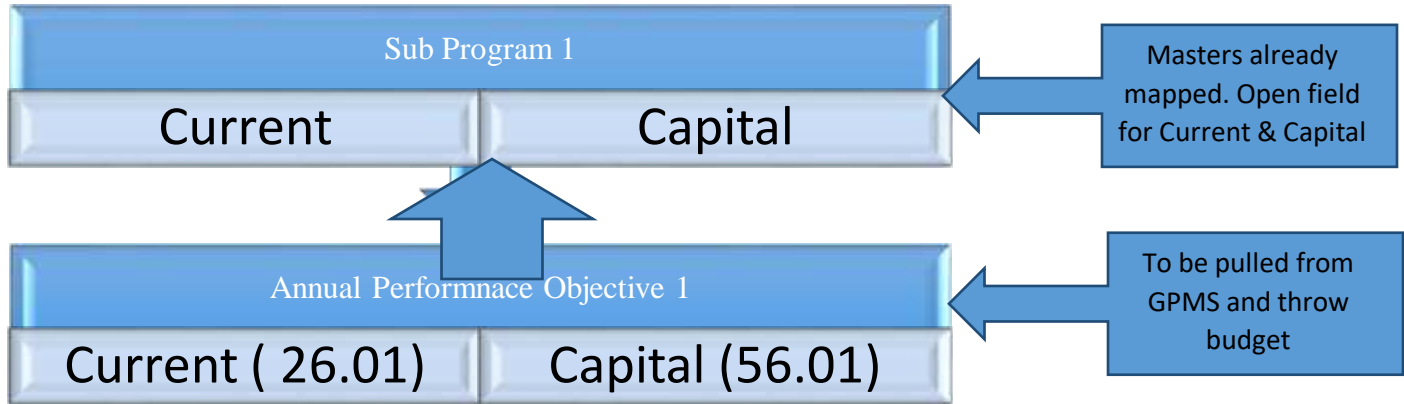 Sub Program 1
Current
Capital
Masters already
mapped. Open field
for Current & Capital
Annual Performnace Objective 1
Current ( 26.01)
Capital (56.01)
To be pulled from
GPMS and throw
budget